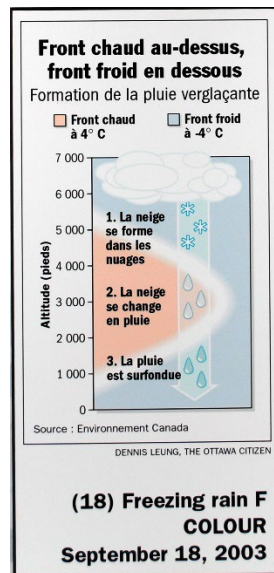 Front chaud au-dessus,
front froid en dessous
Formation de la pluie verglaçante
Front chaud
à 4° C
Front froid
à -4° C
7 000
6 000
5 000
4 000
3 000
2 000
1 000
0
Altitude (pieds)
1. La neige
se forme
dans les
nuages
2. La neige
se change
en pluie
3. La pluie
est surfondue
Source : Environnement Canada
DENNIS LEUNG, THE OTTAWA CITIZEN
(18) Freezing rain F
COLOUR
September 18, 2003